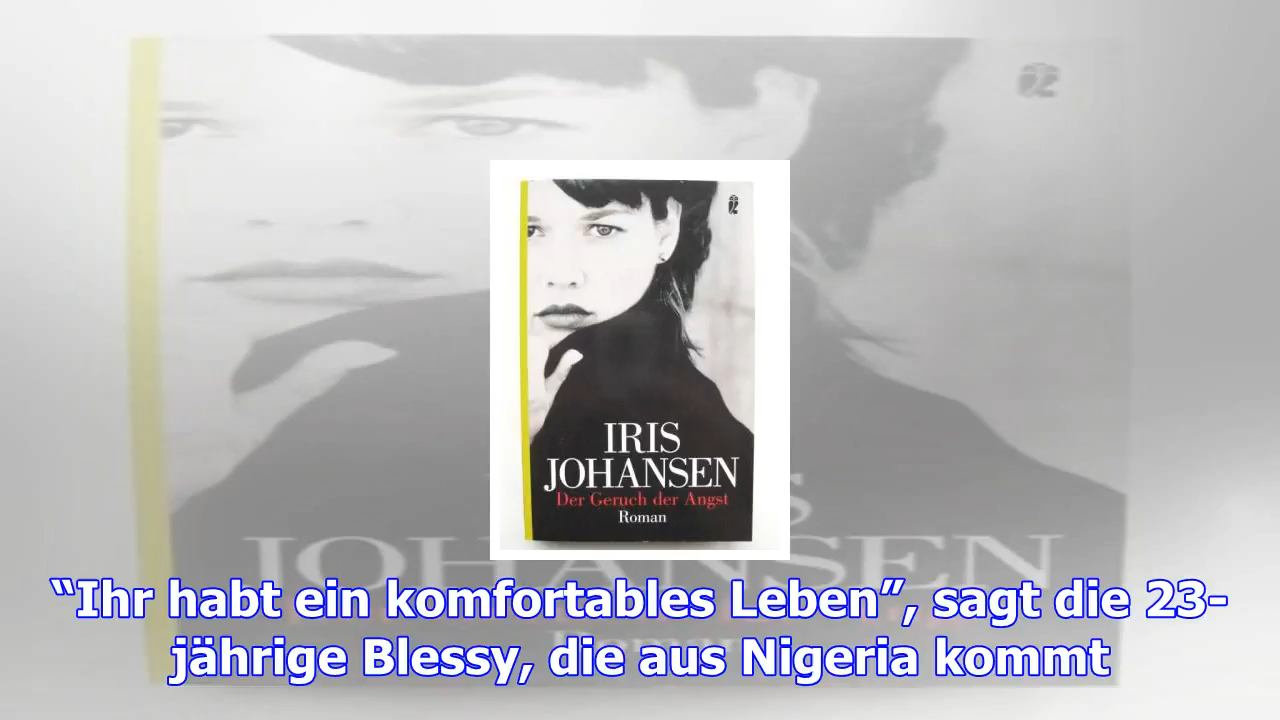 IRIS
JOHANSEN
Der Geruch der Angst
Roman
“Ihr habt ein komfortables Leben”, sagt die 23-
jährige Blessy, die aus Nigeria kommt